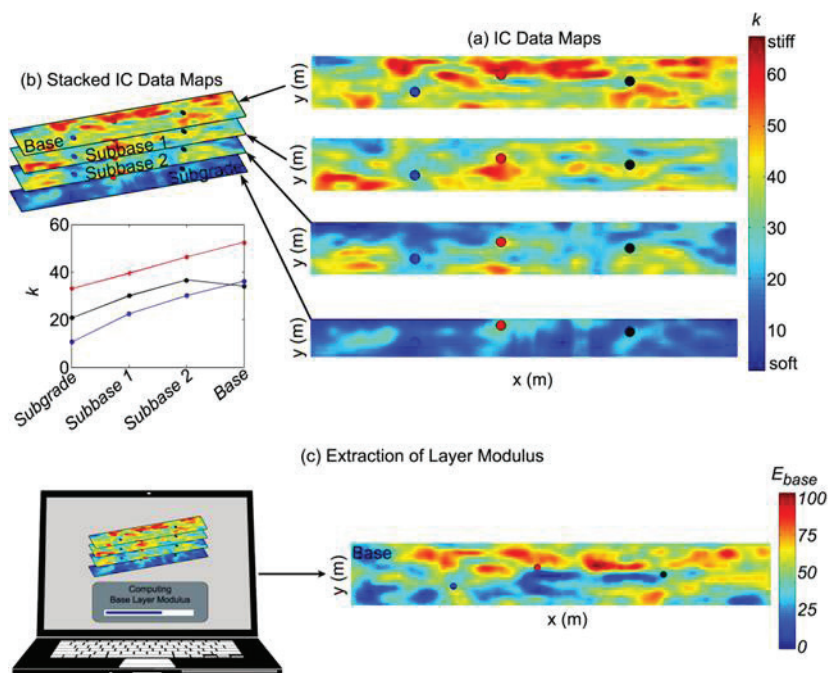 (a) IC Data Maps
k
stiff
60
50
40
30
20
10
soft
y (m)
y (m)
y (m)
y (m)
x (m)
(b) Stacked IC Data Maps
Base
Subbase 1
Subbase 2
Subgrade
60
40
20
0
k
Subgrade
Subbase 1
Subbase 2
Base
(c) Extraction of Layer Modulus
Computing
Base Layer Modulus
Base
y (m)
x (m)
E_base
100
75
50
25
0